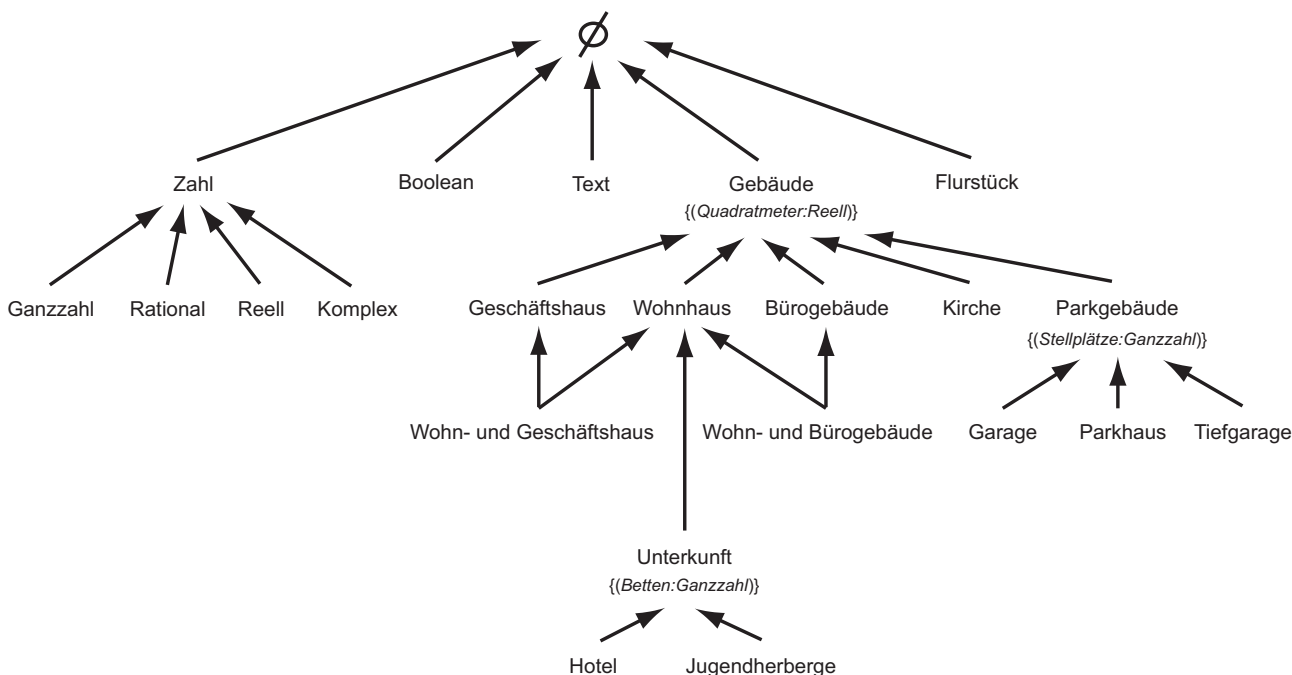 Ø
Zahl Boolean Text Gebäude Flurstück
{(Quadratmeter:Reell)}
Ganzzahl Rational Reell Komplex Geschäftshaus Wohnhaus Bürogebäude Kirche Parkgebäude
{(Stellplätze:Ganzzahl)}
Wohn- und Geschäftshaus Wohn- und Bürogebäude Garage Parkhaus Tiefgarage
Unterkunft
{(Betten:Ganzzahl)}
Hotel Jugendherberge